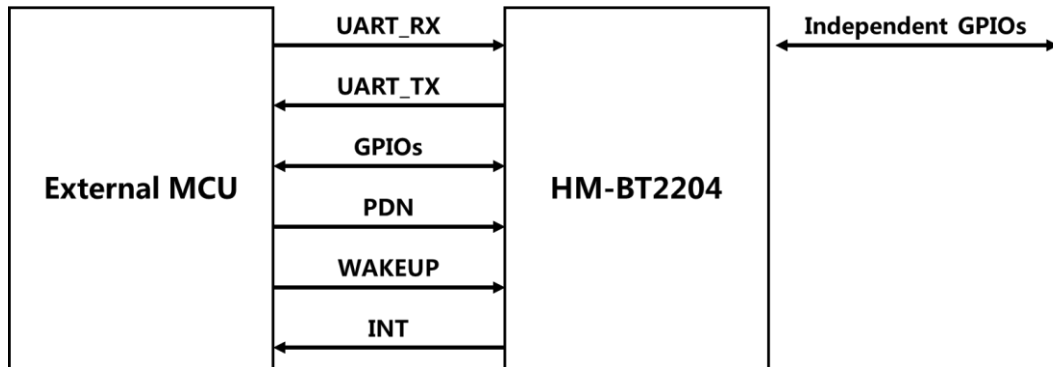 UART_RX
Independent GPIOs
UART_TX
GPIOs
External MCU
HM-BT2204
PDN
WAKEUP
INT